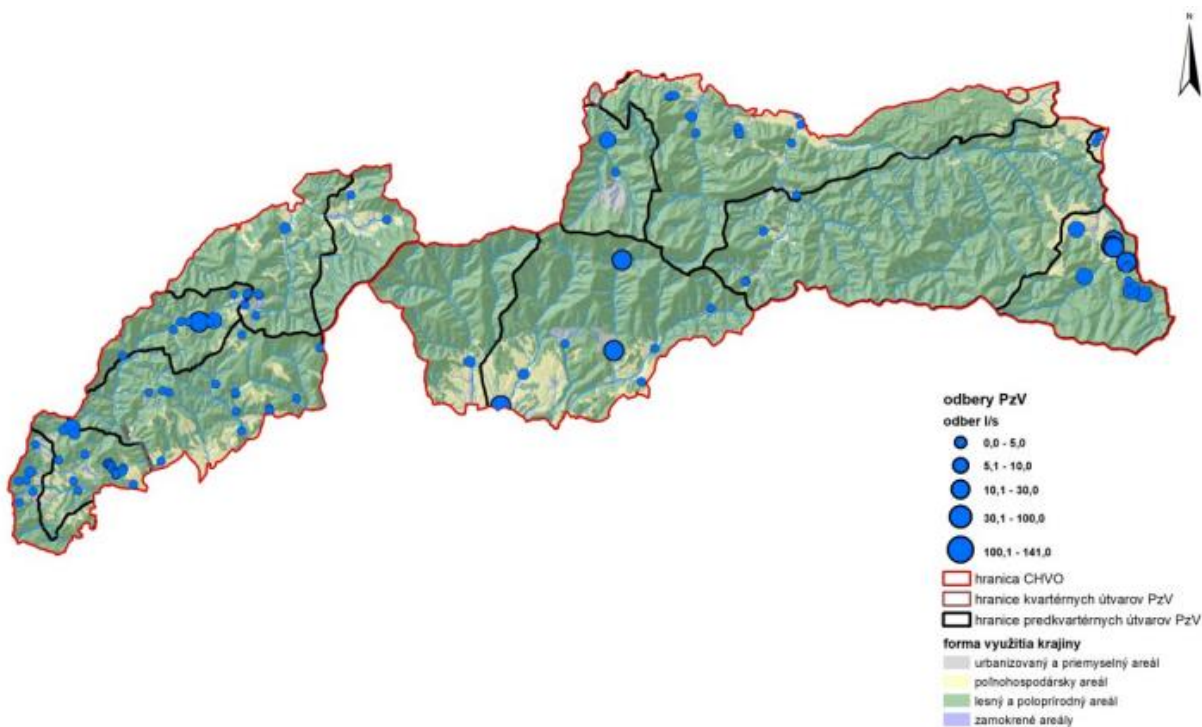 N
odbery PzV
odber l/s
0,0 - 5,0
5,1 - 10,0
10,1 - 30,0
30,1 - 100,0
100,1 - 141,0
hranica CHVO
hranice kvartérnych útvarov PzV
hranice predkvartérnych útvarov PzV
forma využitia krajiny
urbanizovaný a priemyselný areál
poľnohospodársky areál
lesný a poloprírodný areál
zamokrené areály